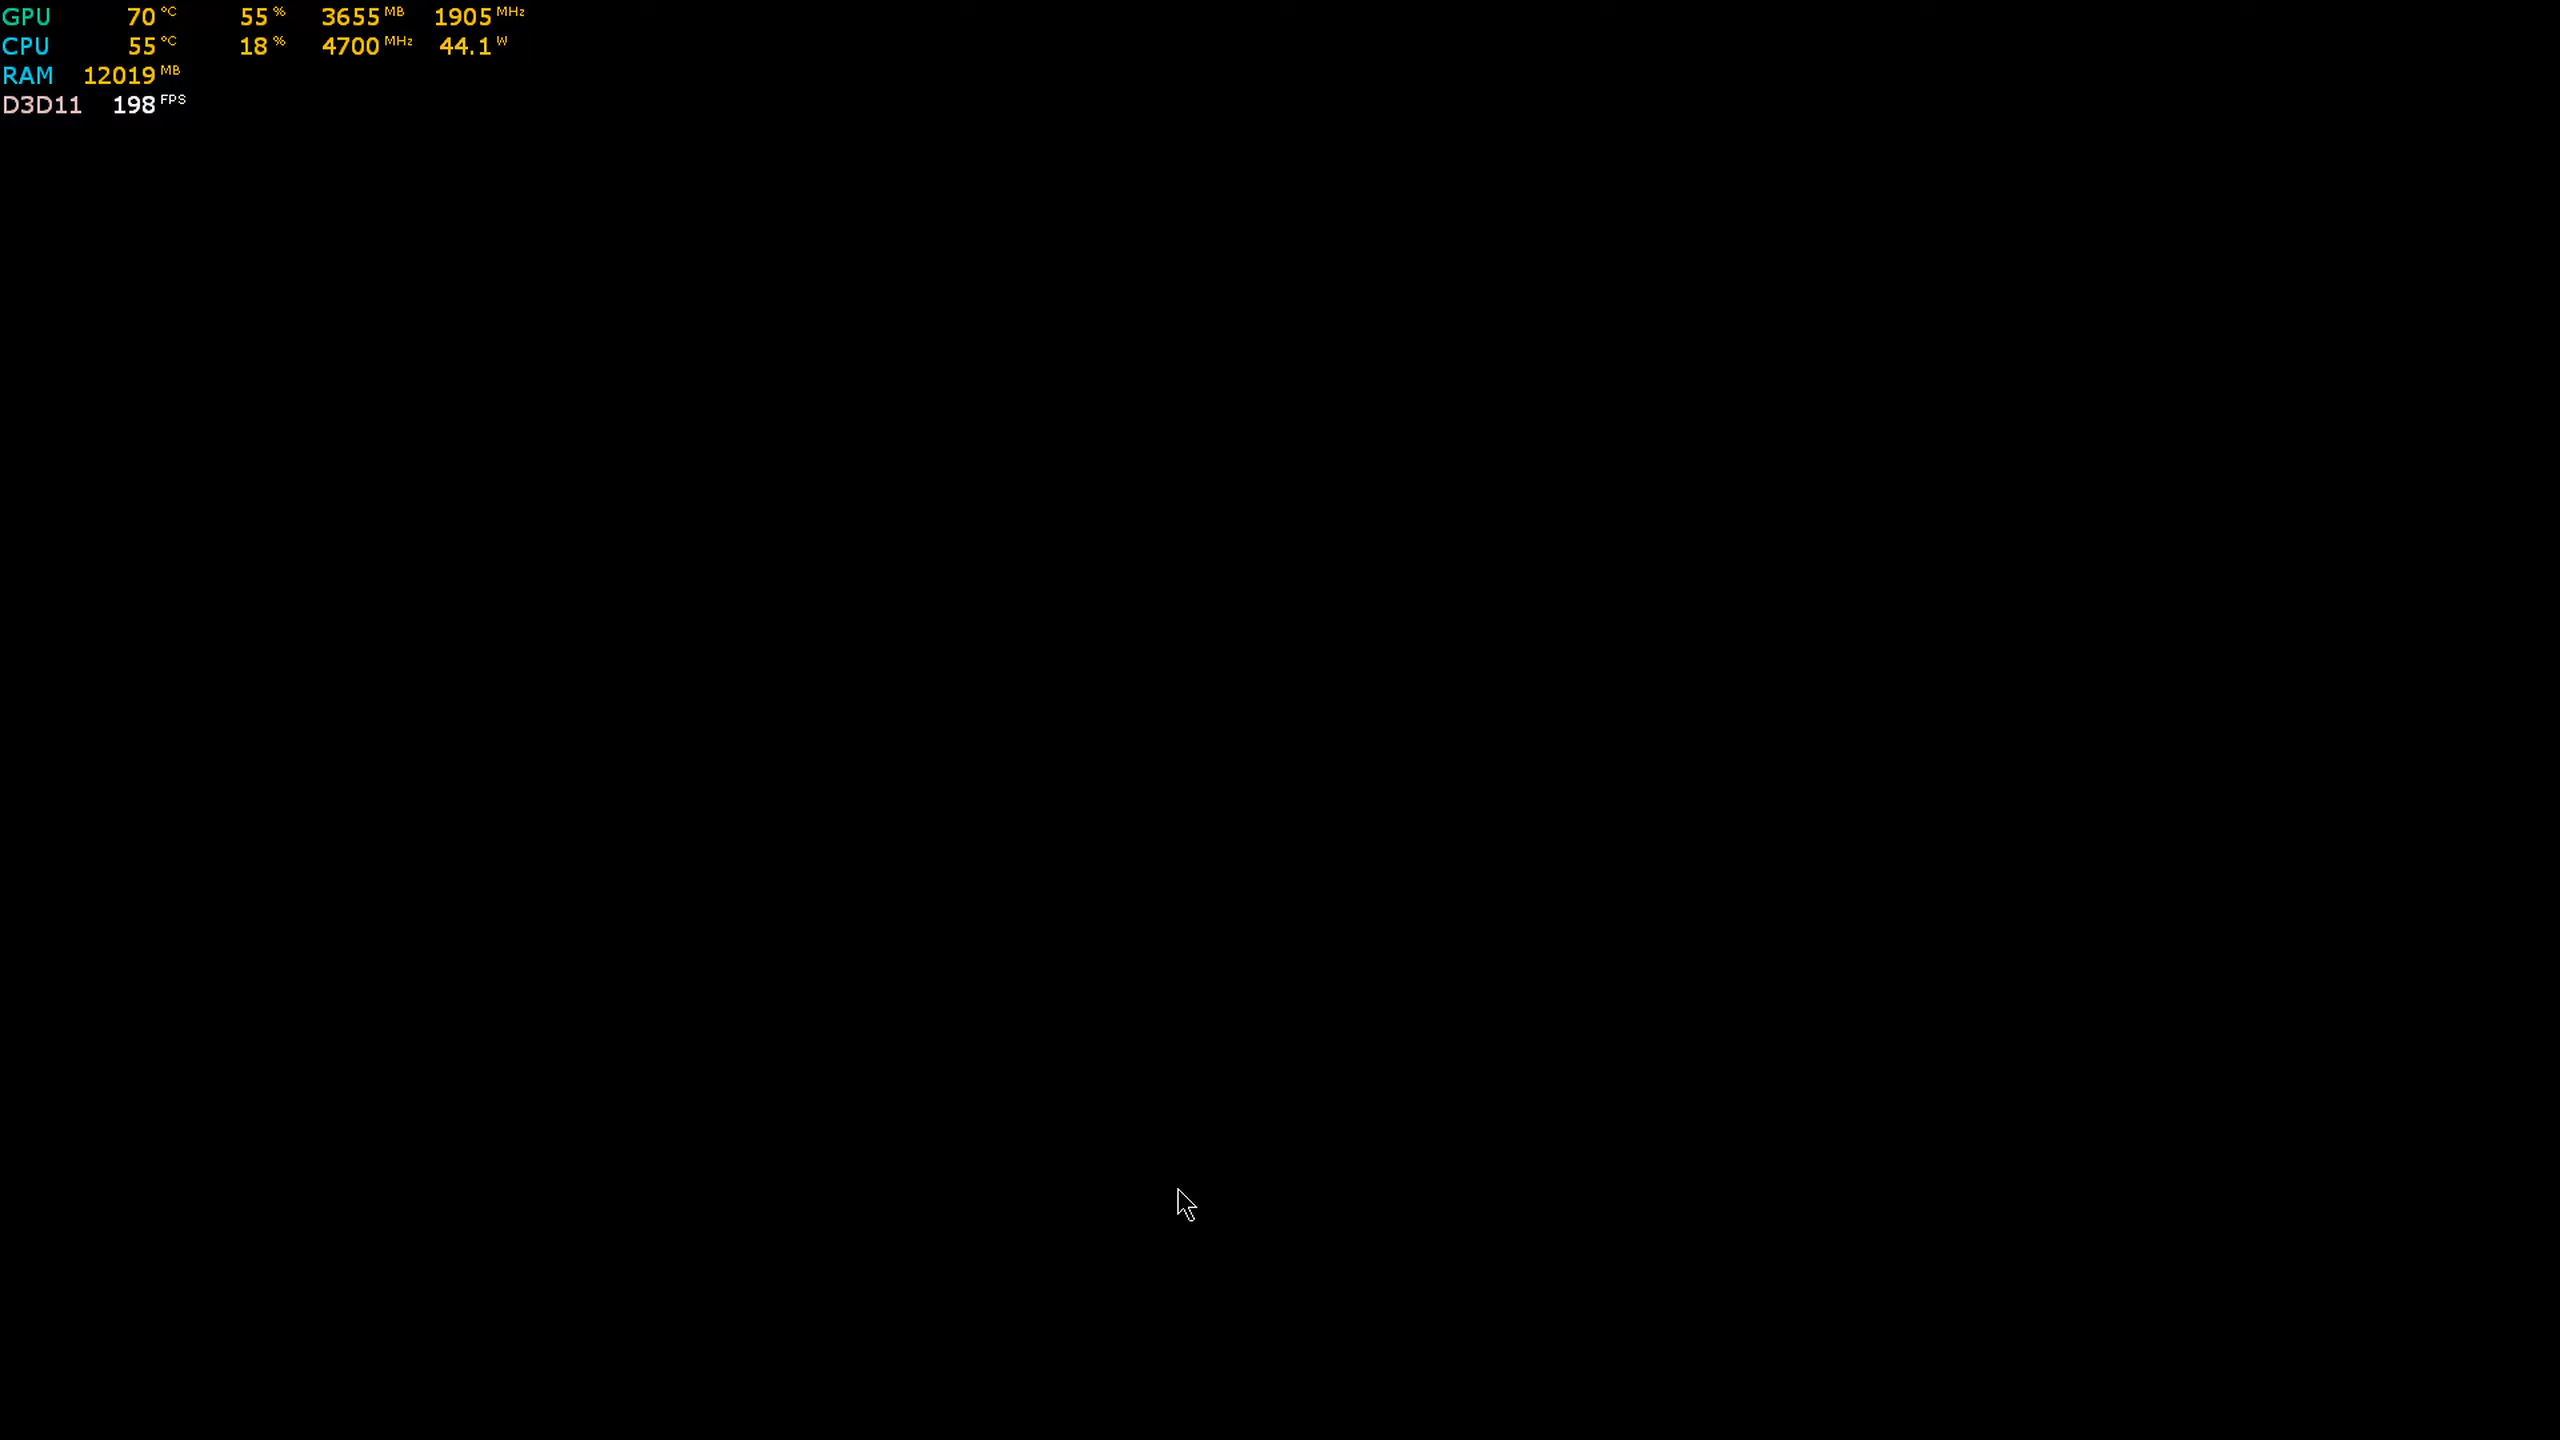 GPU 70 °C 55 % 3655 MB 1905 MHz
CPU 55 °C 18 % 4700 MHz 44.1 W
RAM 12019 MB
D3D11 198 FPS